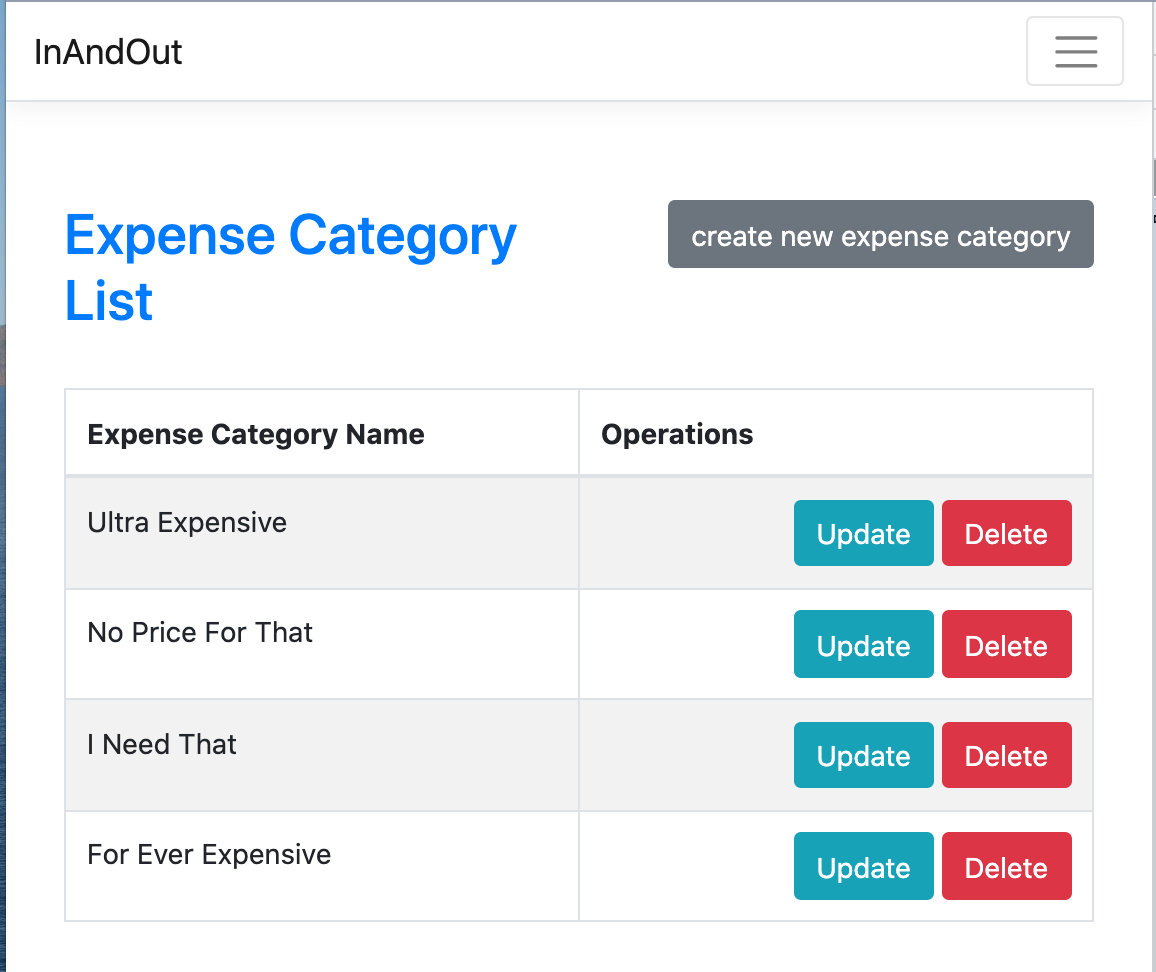 InAndOut
Expense Category
List
create new expense category
Expense Category Name Operations
Ultra Expensive Update Delete
No Price For That Update Delete
I Need That Update Delete
For Ever Expensive Update Delete